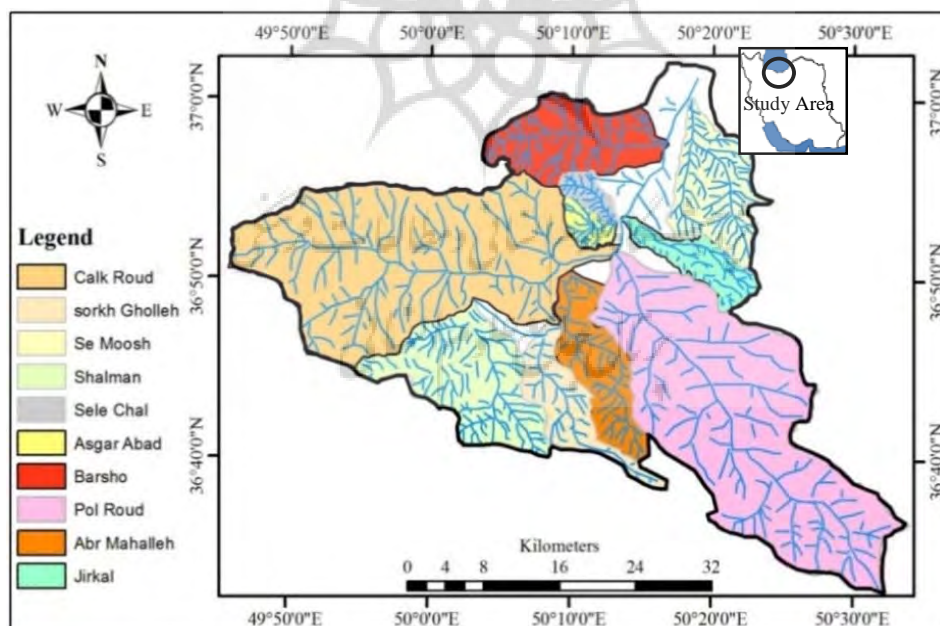 49°50'0"E 50°0'0"E 50°10'0"E 50°20'0"E 50°30'0"E
N
W E
S
37°0'0"N
37°0'0"N
Study Area
Legend
Calk Roud
sorkh Gholleh
Se Moosh
Shalman
Sele Chal
Asgar Abad
Barsho
Pol Roud
Abr Mahalleh
Jirkal
36°50'0"N
36°50'0"N
36°40'0"N
36°40'0"N
Kilometers
0 4 8 16 24 32
49°50'0"E 50°0'0"E 50°10'0"E 50°20'0"E 50°30'0"E